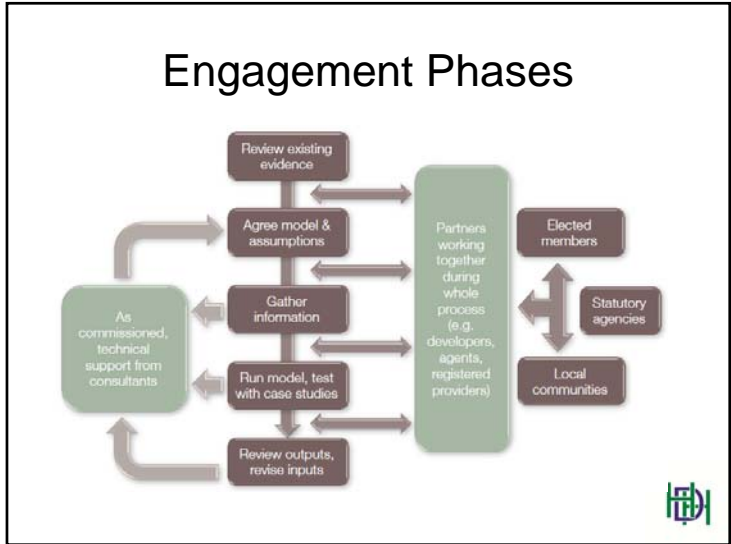 Engagement Phases
Review existing
evidence
Agree model &
assumptions
Gather
information
Run model, test
with case studies
Review outputs,
revise inputs
As
commissioned,
technical
support from
consultants
Partners
working
together
during
whole
process
(e.g.
developers,
agents,
registered
providers)
Elected
members
Statutory
agencies
Local
communities
HDH